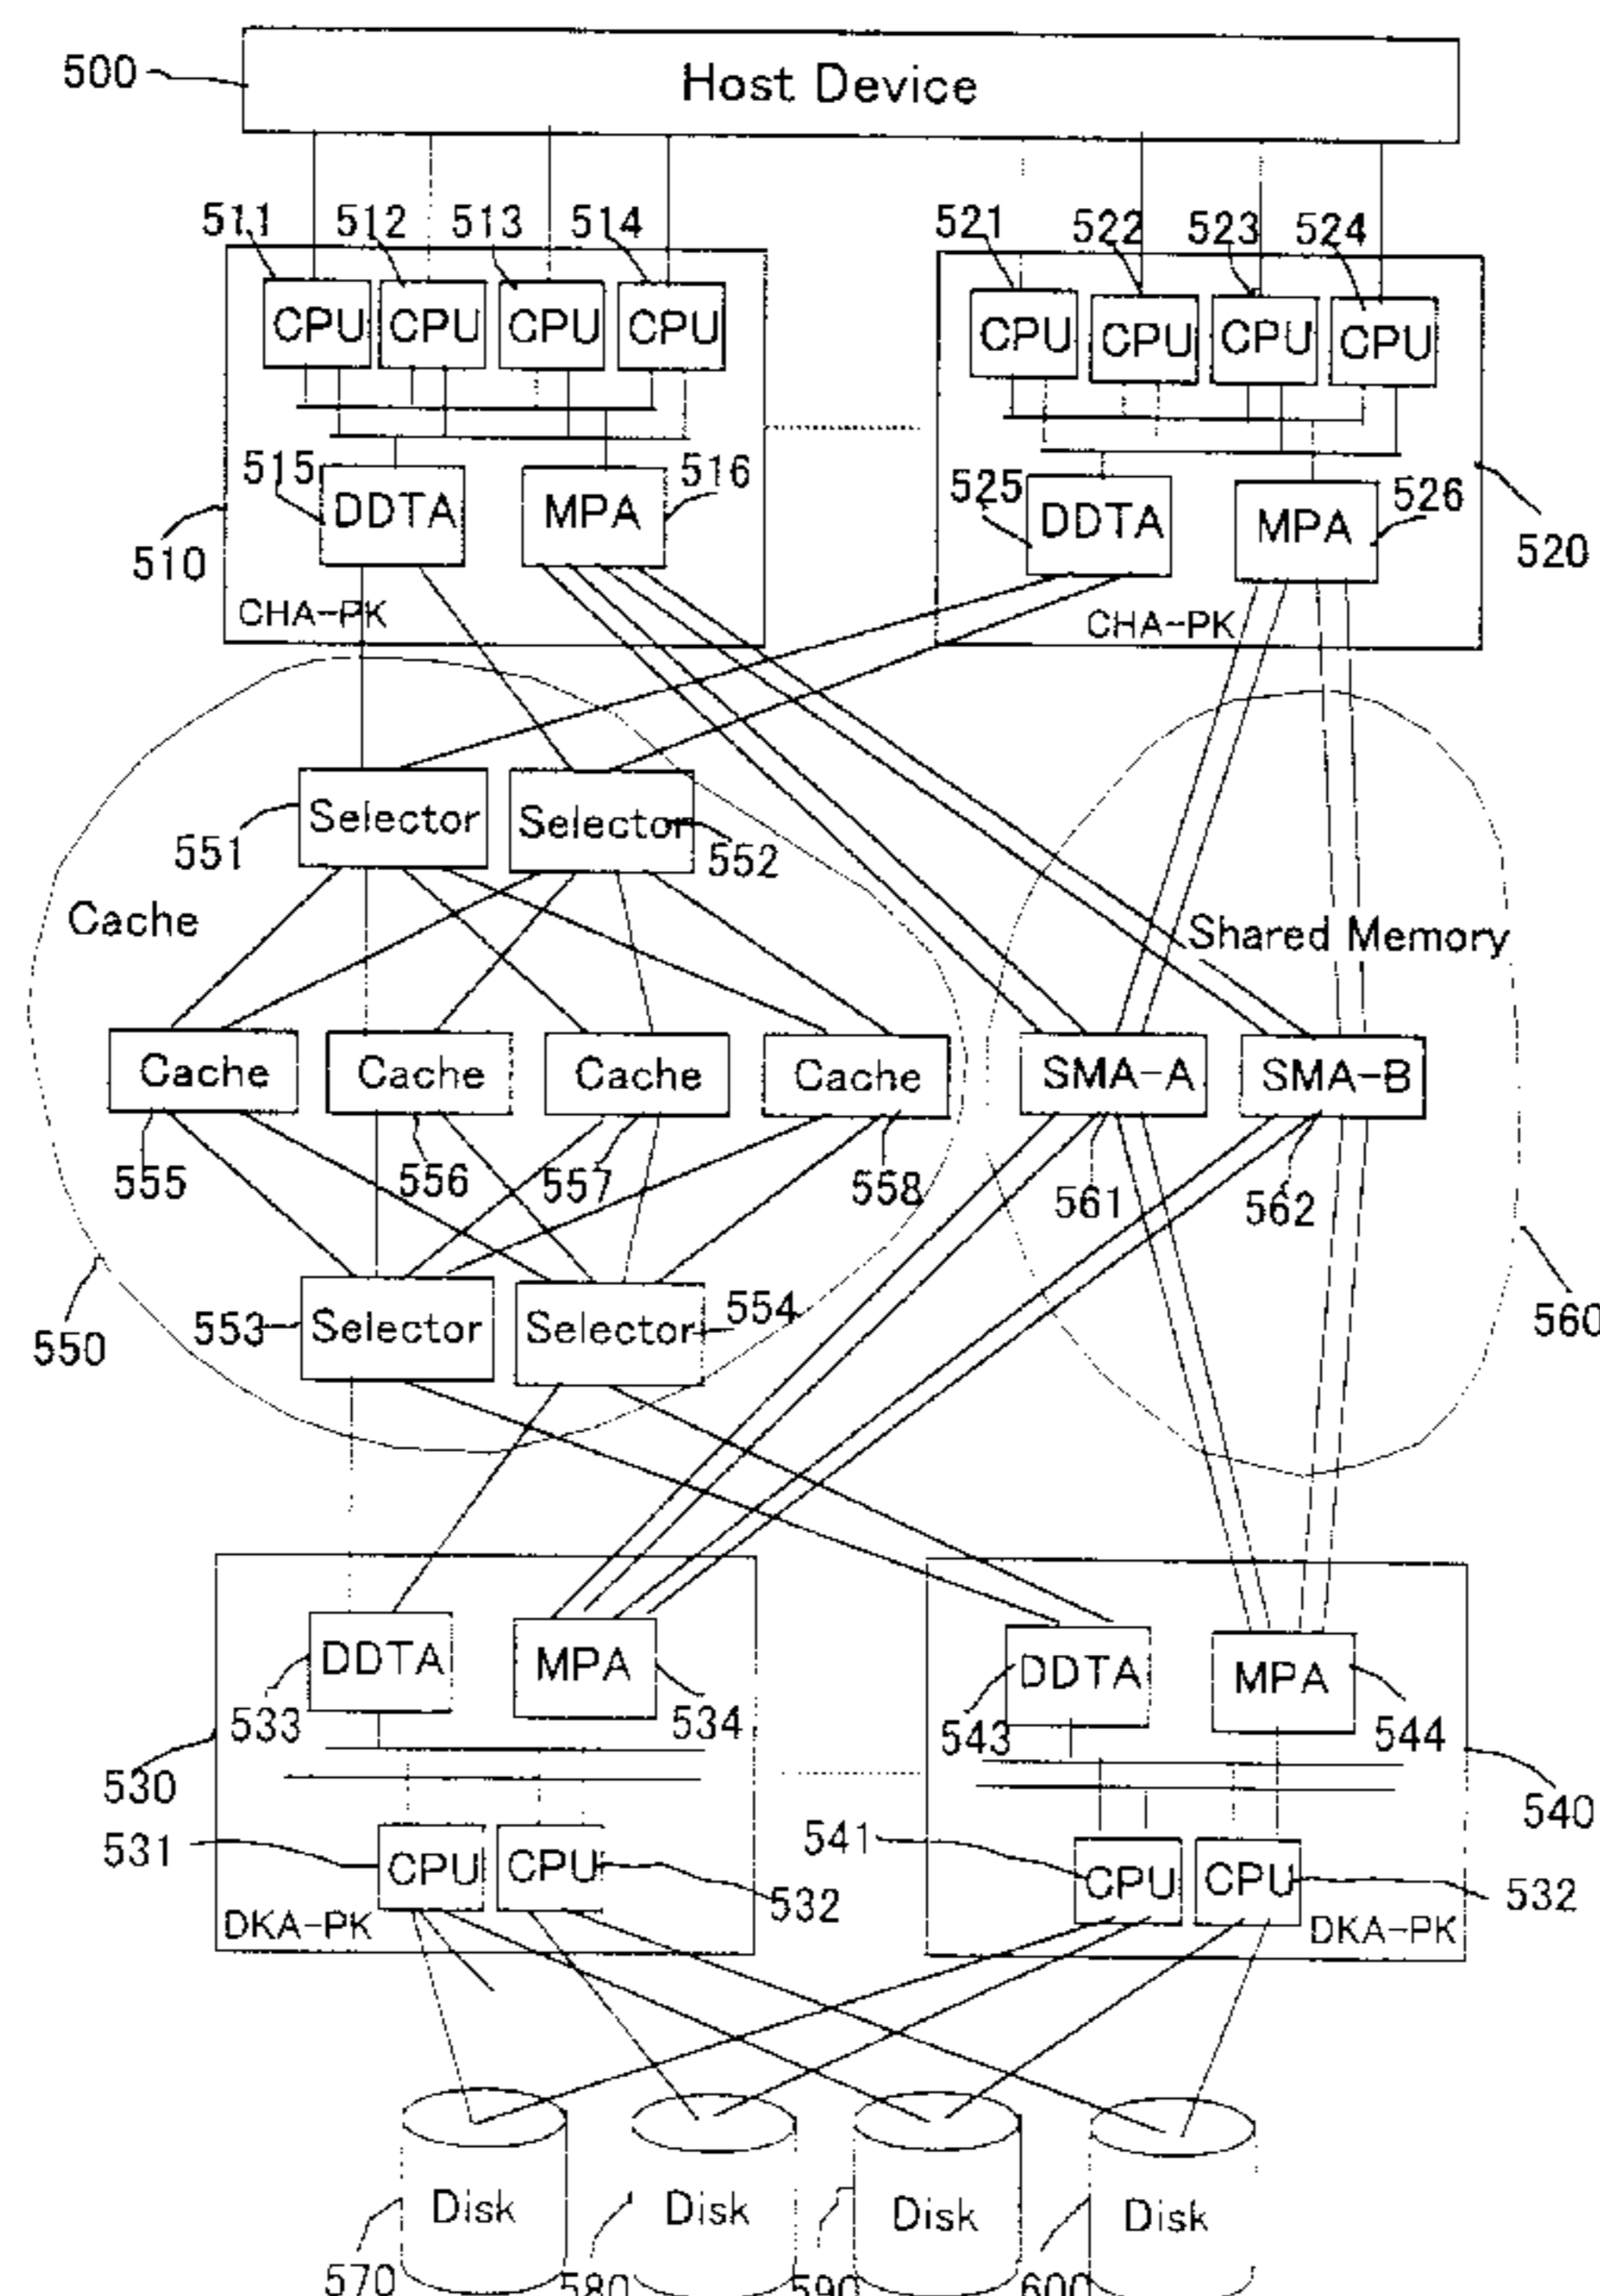 500
Host Device
511
512
513
514
521
522
523
524
CPU
CPU
CPU
CPU
CPU
CPU
CPU
CPU
515
DDTA
MPA
516
525
DDTA
MPA
526
510
520
CHA-PK
CHA-PK
551
Selector
Selector
552
Cache
Shared Memory
Cache
Cache
Cache
Cache
SMA-A
SMA-B
555
556
557
558
561
562
550
553
Selector
Selector
554
560
DDTA
MPA
DDTA
MPA
533
534
543
544
530
540
531
CPU
CPU
532
541
CPU
CPU
532
DKA-PK
DKA-PK
Disk
Disk
Disk
Disk
570
580
590
600